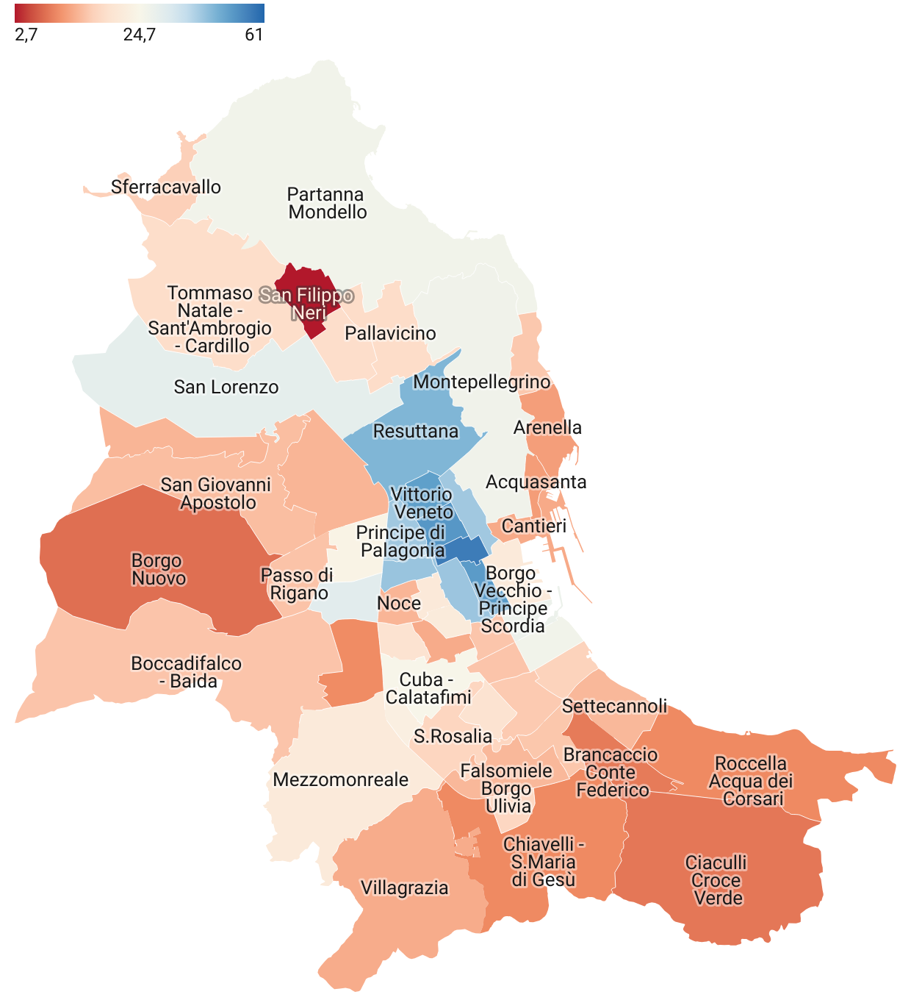 2,7 24,7 61
Sferracavallo
Partanna
Mondello
Tommaso
Natale -
Sant'Ambrogio
- Cardillo
San Filippo
Neri
Pallavicino
San Lorenzo
Montepellegrino
Resuttana
Arenella
San Giovanni
Apostolo
Vittorio
Veneto
Acquasanta
Principe di
Palagonia
Cantieri
Borgo
Nuovo
Passo di
Rigano
Borgo
Vecchio -
Principe
Scordia
Noce
Boccadifalco
- Baida
Cuba -
Calatafimi
Settecannoli
S.Rosalia
Mezzomonreale
Falsomiele
Borgo
Ulivia
Brancaccio
Conte
Federico
Roccella
Acqua dei
Corsari
Chiavelli -
S.Maria
di Gesù
Ciaculli
Croce
Verde
Villagrazia